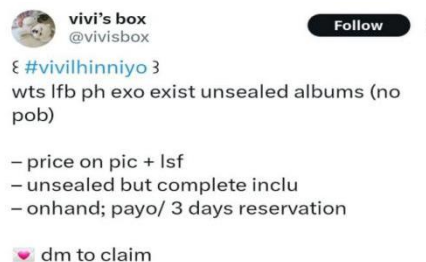 vivi's box
Follow
@vivisbox
꒰ #vivilhinniyo ꒱
wts lfb ph exo exist unsealed albums (no
pob)
– price on pic + lsf
– unsealed but complete inclu
– onhand; payo/ 3 days reservation
💌 dm to claim